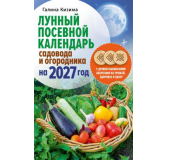 Галина Кизима
ЛУННЫЙ
ПОСЕВНОЙ
КАЛЕНДАРЬ
садовода и
огородника
на 2027 год